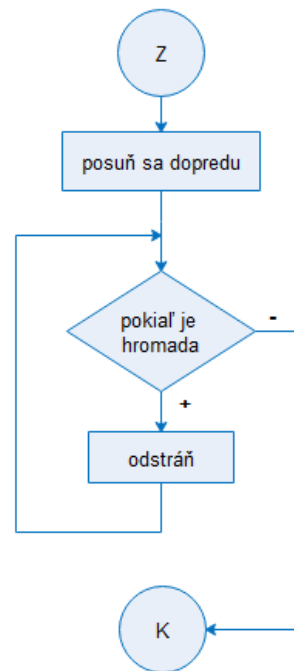 Z
posuň sa dopredu
pokiaľ je
hromada
-
+
odstráň
K